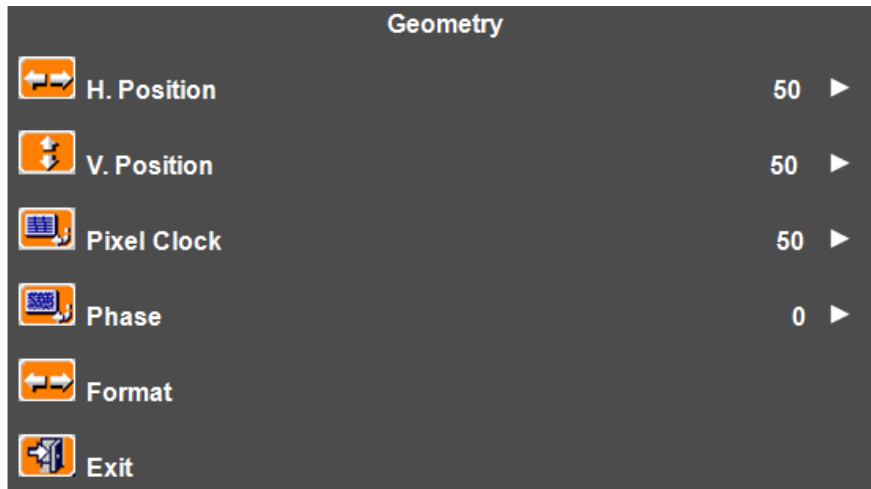 Geometry
H. Position 50 ▶
V. Position 50 ▶
Pixel Clock 50 ▶
Phase 0 ▶
Format
Exit